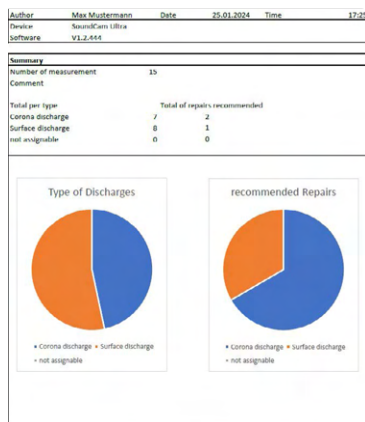 Author Max Mustermann Date 25.01.2024 Time 17:25
Device SoundCam Ultra
Software V1.2.444
Summary
Number of measurement 15
Comment
Total per type Total of repairs recommended
Corona discharge 7 2
Surface discharge 8 1
not assignable 0 0
Type of Discharges
Corona discharge Surface discharge
not assignable
recommended Repairs
Corona discharge Surface discharge
not assignable